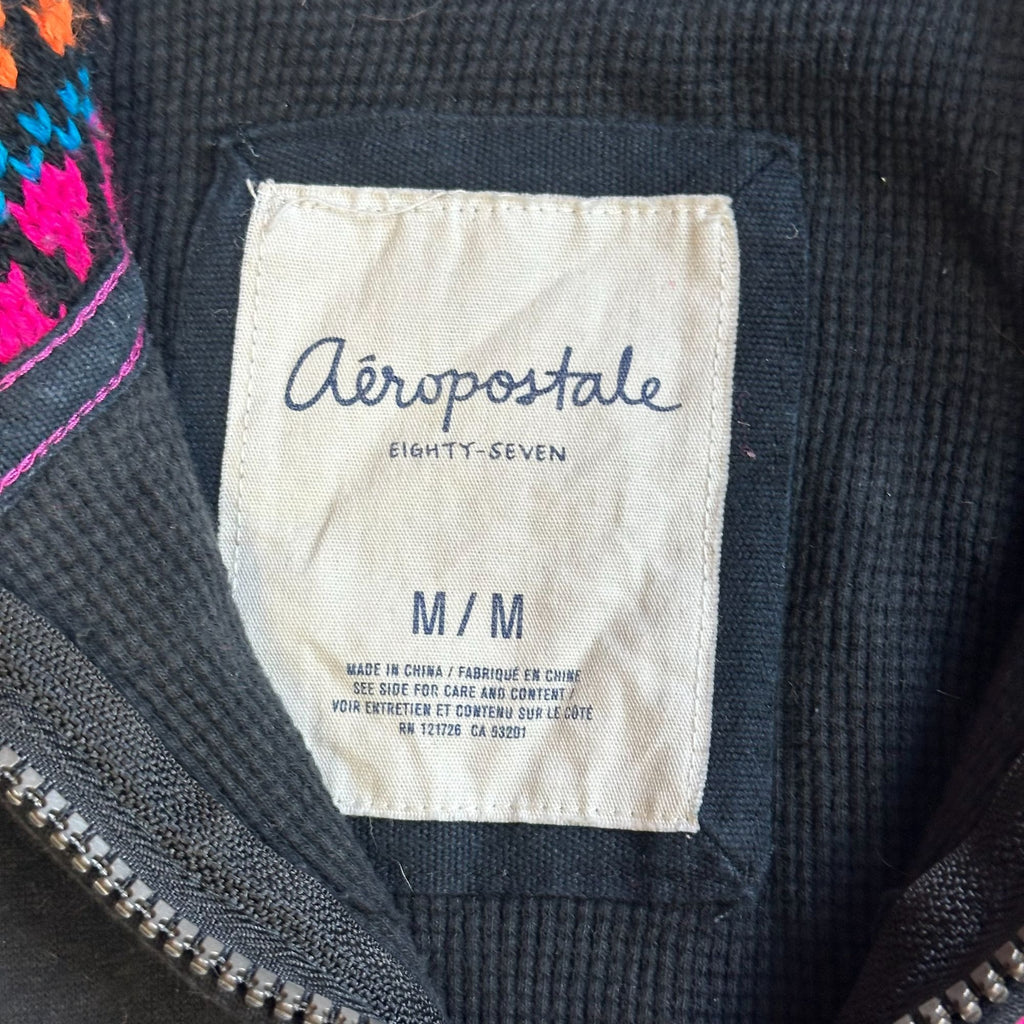 Aéropostale
EIGHTY-SEVEN
M / M
MADE IN CHINA / FABRIQUÉ EN CHINE
SEE SIDE FOR CARE AND CONTENT /
VOIR ENTRETIEN ET CONTENU SUR LE CÔTÉ
RN 121726 CA 93201